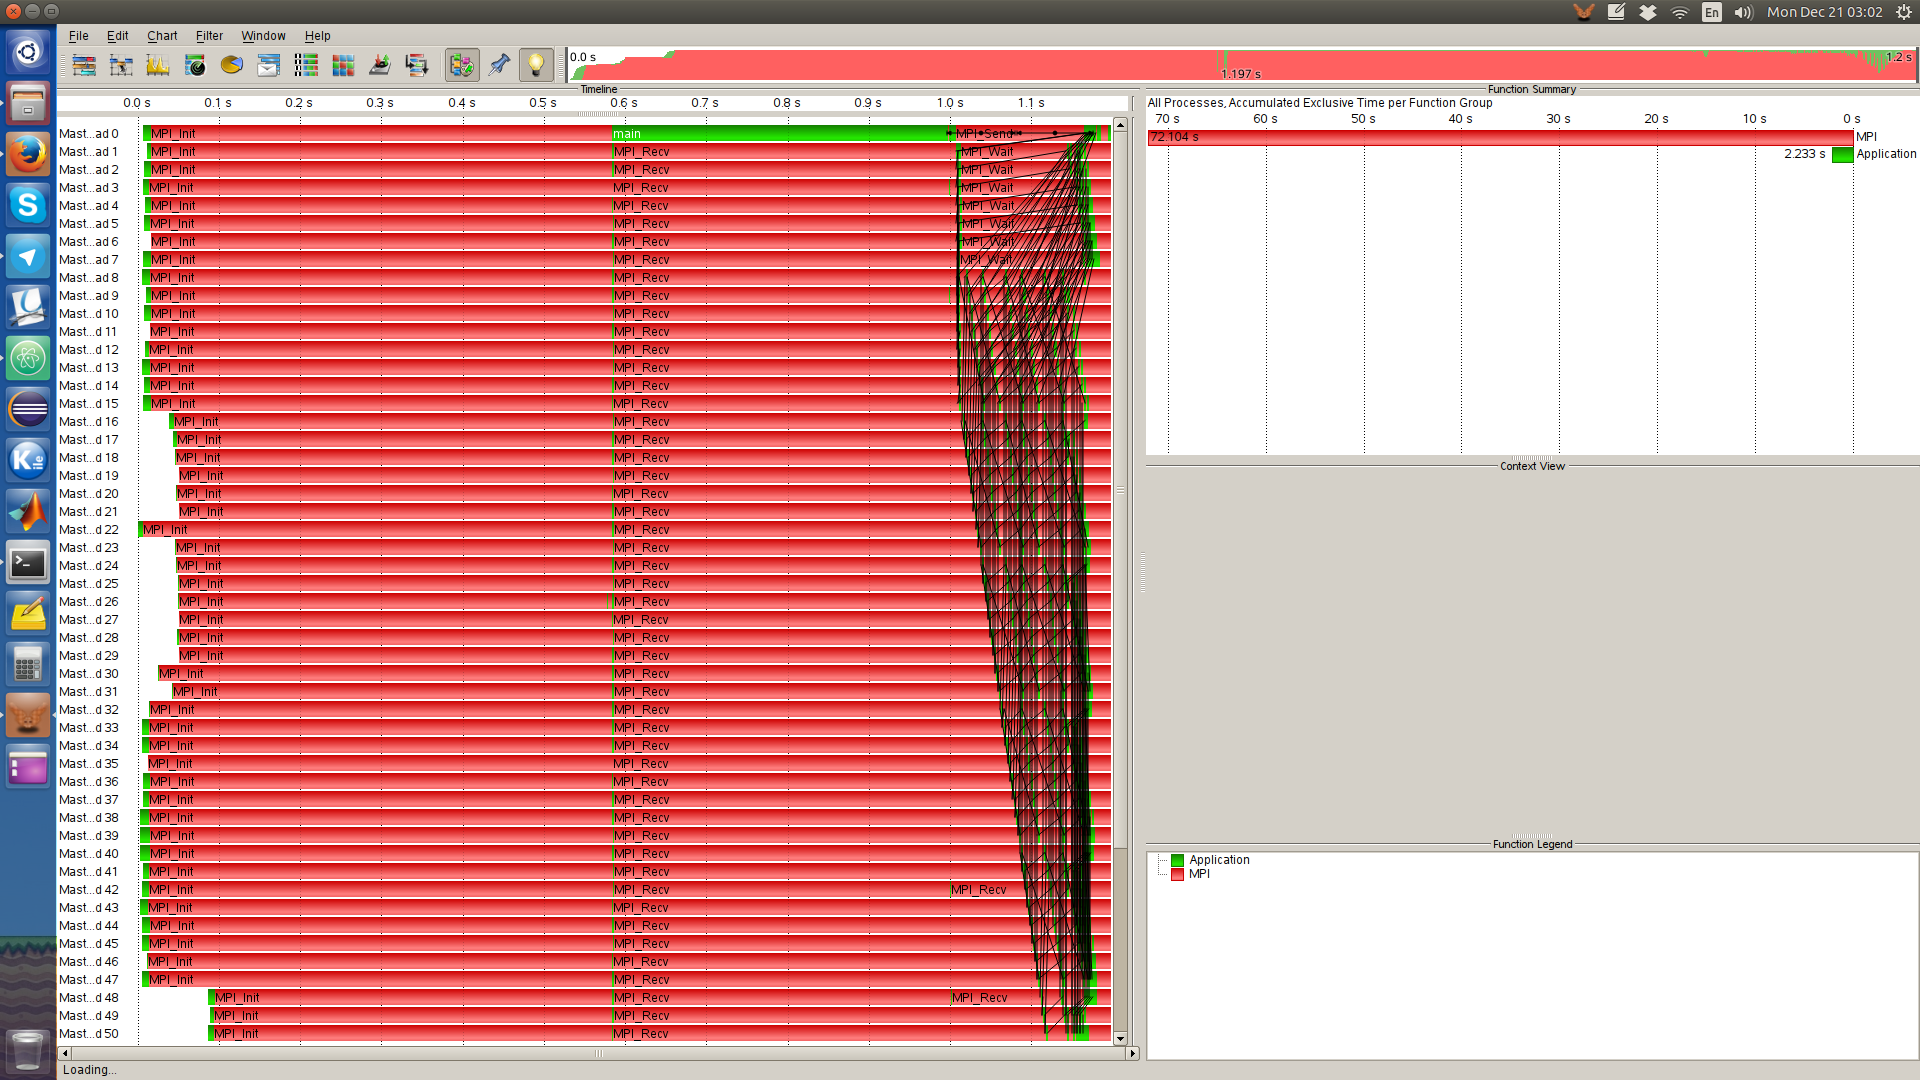 En Mon Dec 21 03:02
File Edit Chart Filter Window Help
0.0 s 1.197 s 1.2 s
Timeline
0.0 s 0.1 s 0.2 s 0.3 s 0.4 s 0.5 s 0.6 s 0.7 s 0.8 s 0.9 s 1.0 s 1.1 s
Mast...ad 0 MPI_Init main MPI_Send
Mast...ad 1 MPI_Init MPI_Recv MPI_Wait
Mast...ad 2 MPI_Init MPI_Recv MPI_Wait
Mast...ad 3 MPI_Init MPI_Recv MPI_Wait
Mast...ad 4 MPI_Init MPI_Recv MPI_Wait
Mast...ad 5 MPI_Init MPI_Recv MPI_Wait
Mast...ad 6 MPI_Init MPI_Recv MPI_Wait
Mast...ad 7 MPI_Init MPI_Recv MPI_Wait
Mast...ad 8 MPI_Init MPI_Recv
Mast...ad 9 MPI_Init MPI_Recv
Mast...d 10 MPI_Init MPI_Recv
Mast...d 11 MPI_Init MPI_Recv
Mast...d 12 MPI_Init MPI_Recv
Mast...d 13 MPI_Init MPI_Recv
Mast...d 14 MPI_Init MPI_Recv
Mast...d 15 MPI_Init MPI_Recv
Mast...d 16 MPI_Init MPI_Recv
Mast...d 17 MPI_Init MPI_Recv
Mast...d 18 MPI_Init MPI_Recv
Mast...d 19 MPI_Init MPI_Recv
Mast...d 20 MPI_Init MPI_Recv
Mast...d 21 MPI_Init MPI_Recv
Mast...d 22 MPI_Init MPI_Recv
Mast...d 23 MPI_Init MPI_Recv
Mast...d 24 MPI_Init MPI_Recv
Mast...d 25 MPI_Init MPI_Recv
Mast...d 26 MPI_Init MPI_Recv
Mast...d 27 MPI_Init MPI_Recv
Mast...d 28 MPI_Init MPI_Recv
Mast...d 29 MPI_Init MPI_Recv
Mast...d 30 MPI_Init MPI_Recv
Mast...d 31 MPI_Init MPI_Recv
Mast...d 32 MPI_Init MPI_Recv
Mast...d 33 MPI_Init MPI_Recv
Mast...d 34 MPI_Init MPI_Recv
Mast...d 35 MPI_Init MPI_Recv
Mast...d 36 MPI_Init MPI_Recv
Mast...d 37 MPI_Init MPI_Recv
Mast...d 38 MPI_Init MPI_Recv
Mast...d 39 MPI_Init MPI_Recv
Mast...d 40 MPI_Init MPI_Recv
Mast...d 41 MPI_Init MPI_Recv
Mast...d 42 MPI_Init MPI_Recv MPI_Recv
Mast...d 43 MPI_Init MPI_Recv
Mast...d 44 MPI_Init MPI_Recv
Mast...d 45 MPI_Init MPI_Recv
Mast...d 46 MPI_Init MPI_Recv
Mast...d 47 MPI_Init MPI_Recv
Mast...d 48 MPI_Init MPI_Recv MPI_Recv
Mast...d 49 MPI_Init MPI_Recv
Mast...d 50 MPI_Init MPI_Recv
Loading...
Function Summary
All Processes, Accumulated Exclusive Time per Function Group
70 s 60 s 50 s 40 s 30 s 20 s 10 s 0 s
72.104 s MPI
2.233 s Application
Context View
Function Legend
Application
MPI